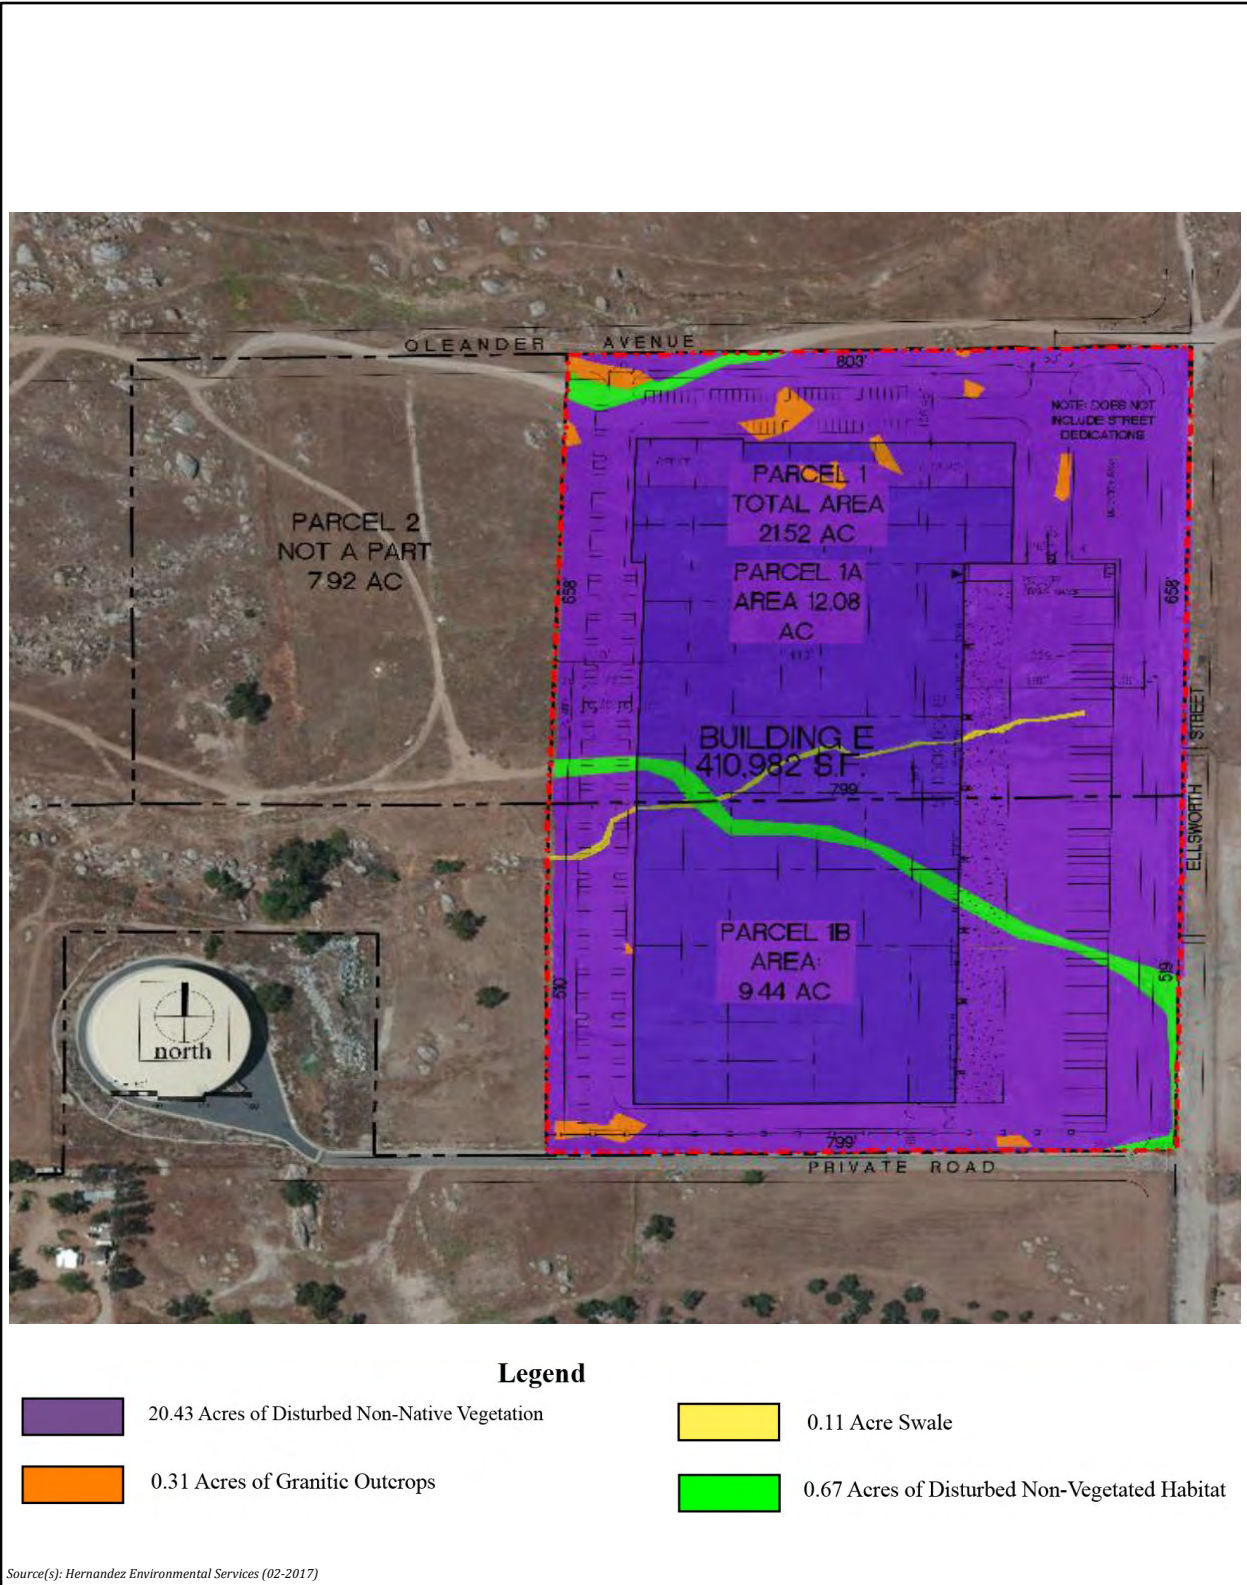 OLEANDER AVENUE
803'
NOTE: DOES NOT
INCLUDE STREET
DEDICATIONS
PARCEL 1
TOTAL AREA
21.52 AC
PARCEL 2
NOT A PART
7.92 AC
PARCEL 1A
AREA 12.08
AC
658'
658'
BUILDING E
410,982 S.F.
799'
ELLSWORTH STREET
PARCEL 1B
AREA:
9.44 AC
510'
519'
north
799'
PRIVATE ROAD
Legend
20.43 Acres of Disturbed Non-Native Vegetation
0.11 Acre Swale
0.31 Acres of Granitic Outcrops
0.67 Acres of Disturbed Non-Vegetated Habitat
Source(s): Hernandez Environmental Services (02-2017)